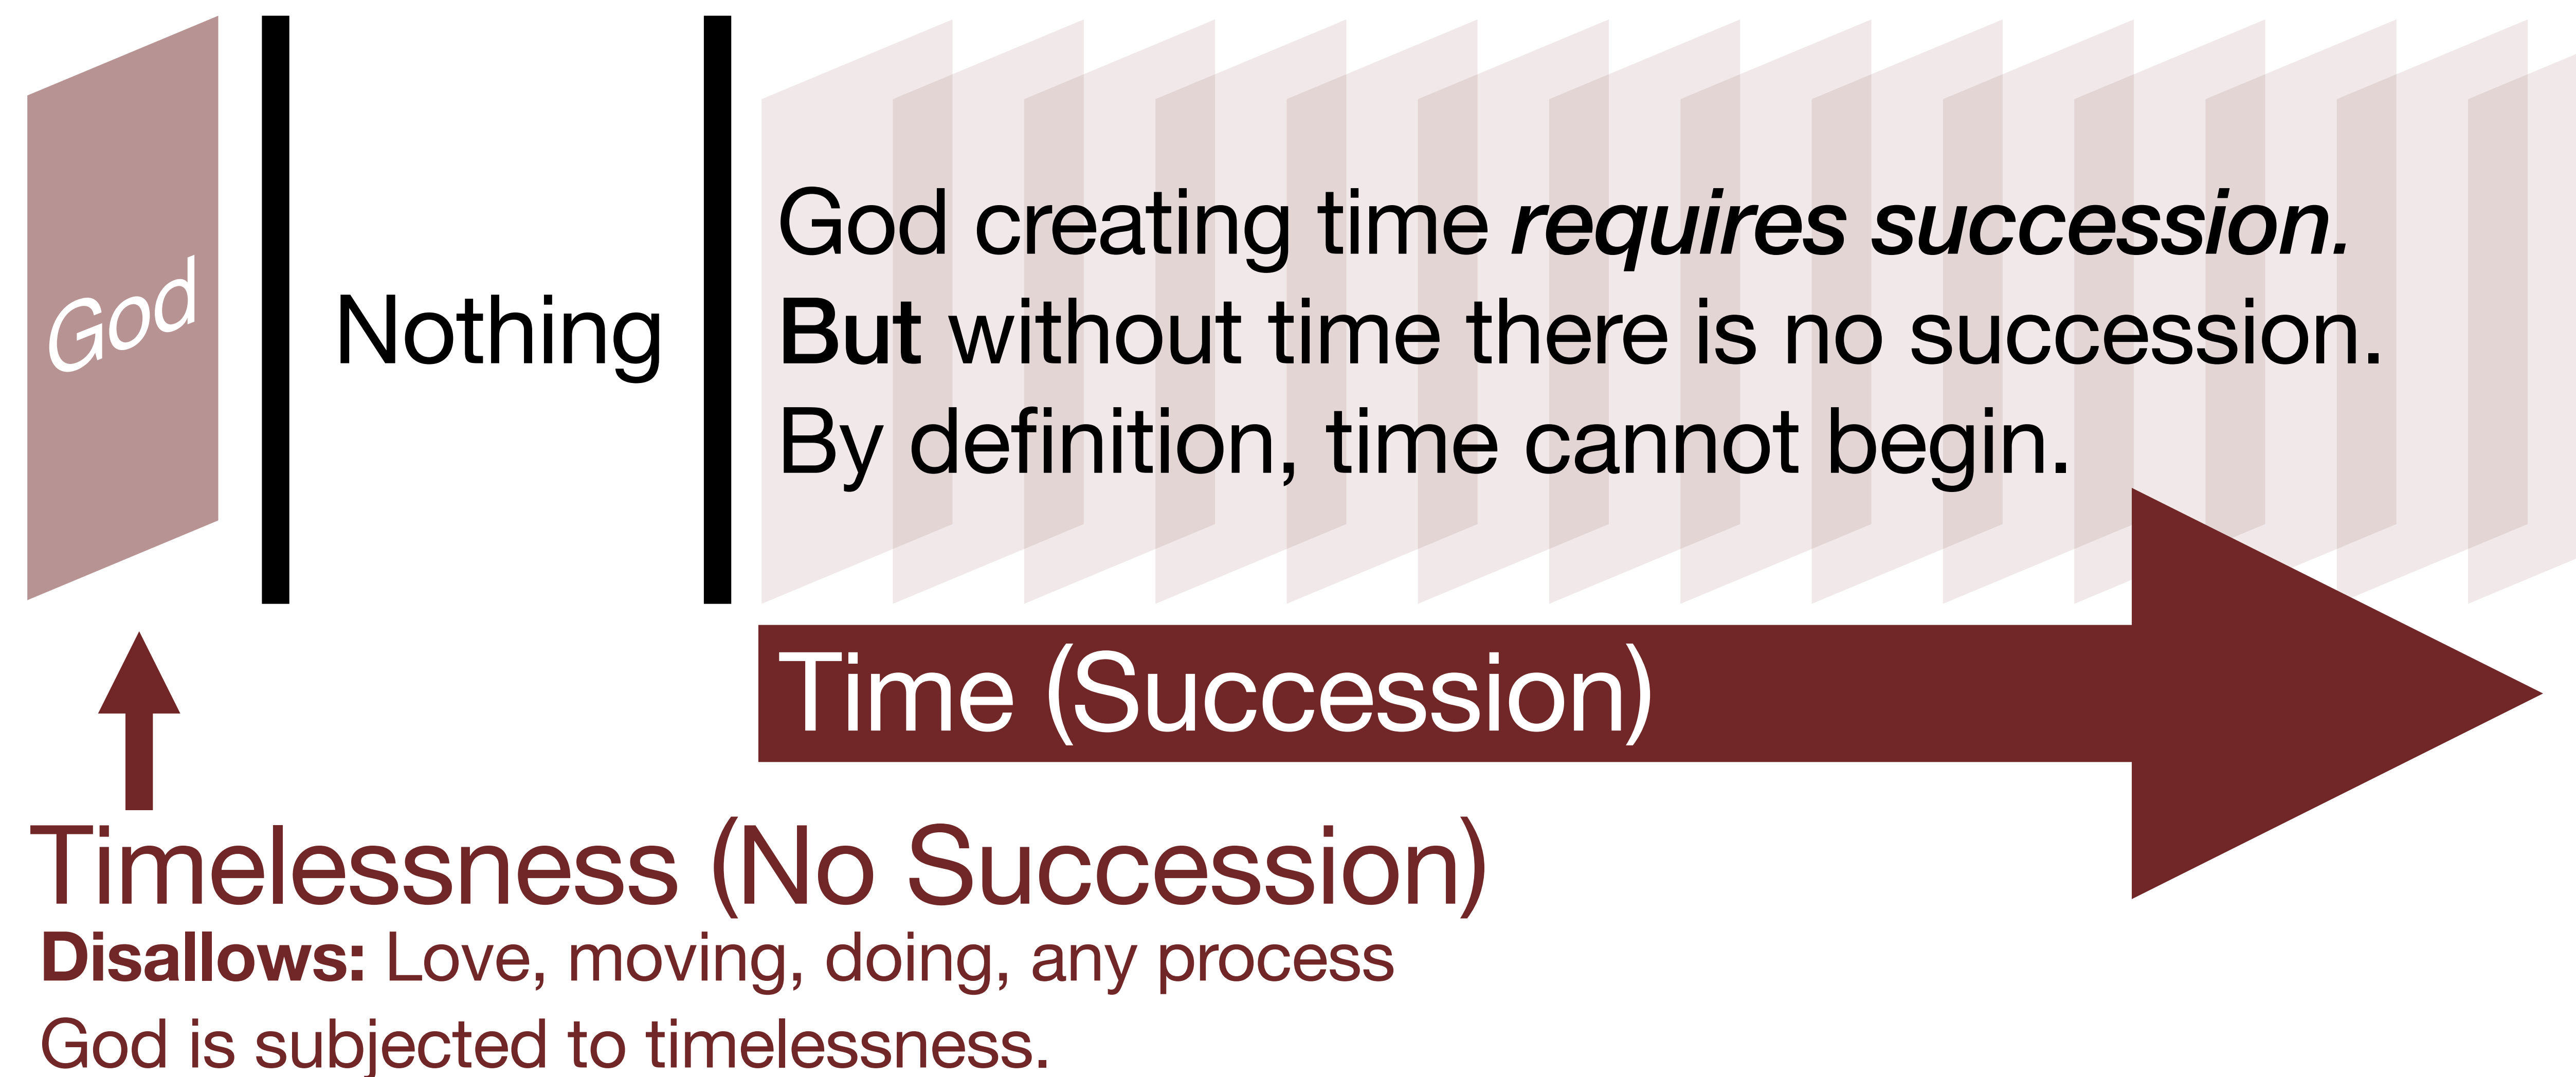 God
Nothing
God creating time requires succession.
But without time there is no succession.
By definition, time cannot begin.
Time (Succession)
Timelessness (No Succession)
Disallows: Love, moving, doing, any process
God is subjected to timelessness.